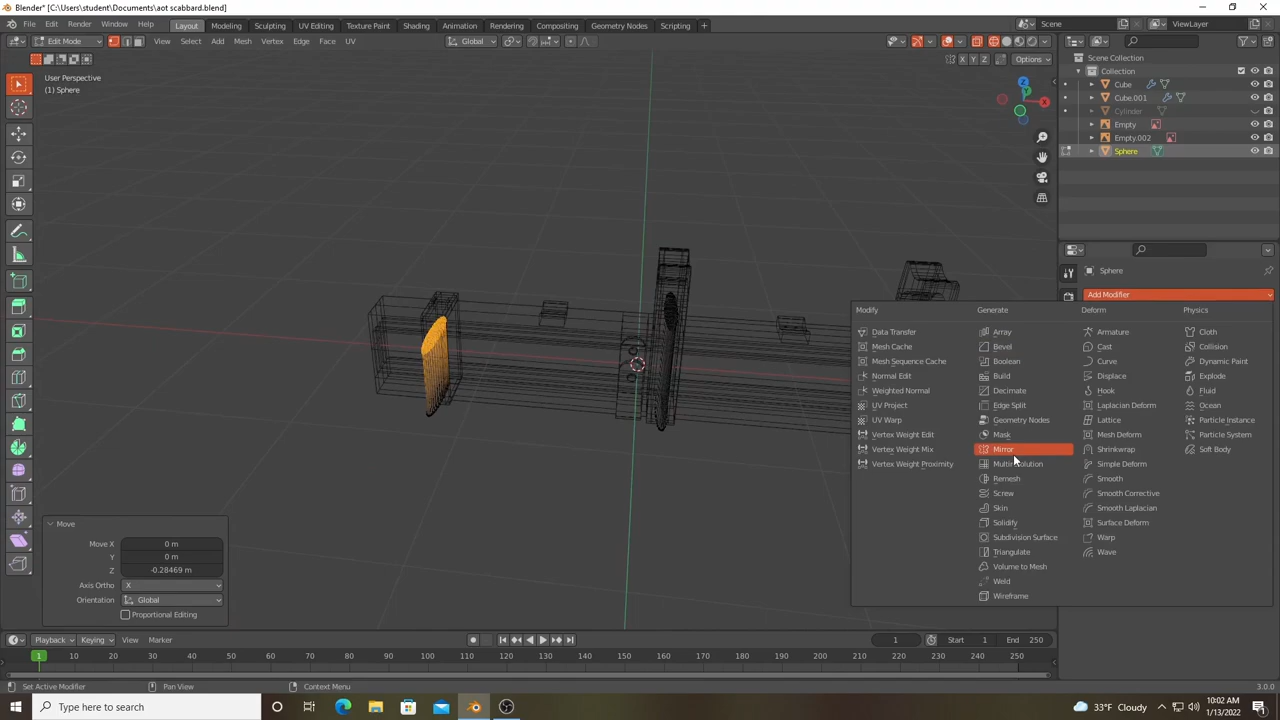 Blender* [C:\Users\student\Documents\aot scabbard.blend]
File Edit Render Window Help Layout Modeling Sculpting UV Editing Texture Paint Shading Animation Rendering Compositing Geometry Nodes Scripting + Scene ViewLayer
Edit Mode View Select Add Mesh Vertex Edge Face UV Global
X Y Z Options
User Perspective
(1) Sphere
Scene Collection
Collection
Cube
Cube.001
Cylinder
Empty
Empty.002
Sphere
Z
X
Sphere
Add Modifier
Modify Generate Deform Physics
Data Transfer Array Armature Cloth
Mesh Cache Bevel Cast Collision
Mesh Sequence Cache Boolean Curve Dynamic Paint
Normal Edit Build Displace Explode
Weighted Normal Decimate Hook Fluid
UV Project Edge Split Laplacian Deform Ocean
UV Warp Geometry Nodes Lattice Particle Instance
Vertex Weight Edit Mask Mesh Deform Particle System
Vertex Weight Mix Mirror Shrinkwrap Soft Body
Vertex Weight Proximity Simple Deform
Remesh Smooth
Screw Smooth Corrective
Skin Smooth Laplacian
Solidify Surface Deform
Subdivision Surface Warp
Triangulate Wave
Volume to Mesh
Weld
Wireframe
Move
Move X 0 m
Y 0 m
Z -0.28469 m
Axis Ortho X
Orientation Global
Proportional Editing
Playback Keying View Marker 1 Start 1 End 250
1 10 20 30 40 50 60 70 80 90 100 110 120 130 140 150 160 170 180 190 200 210 220 230 240 250
Set Active Modifier Pan View Context Menu 3.0.0
Type here to search 33°F Cloudy 10:02 AM
1/13/2022